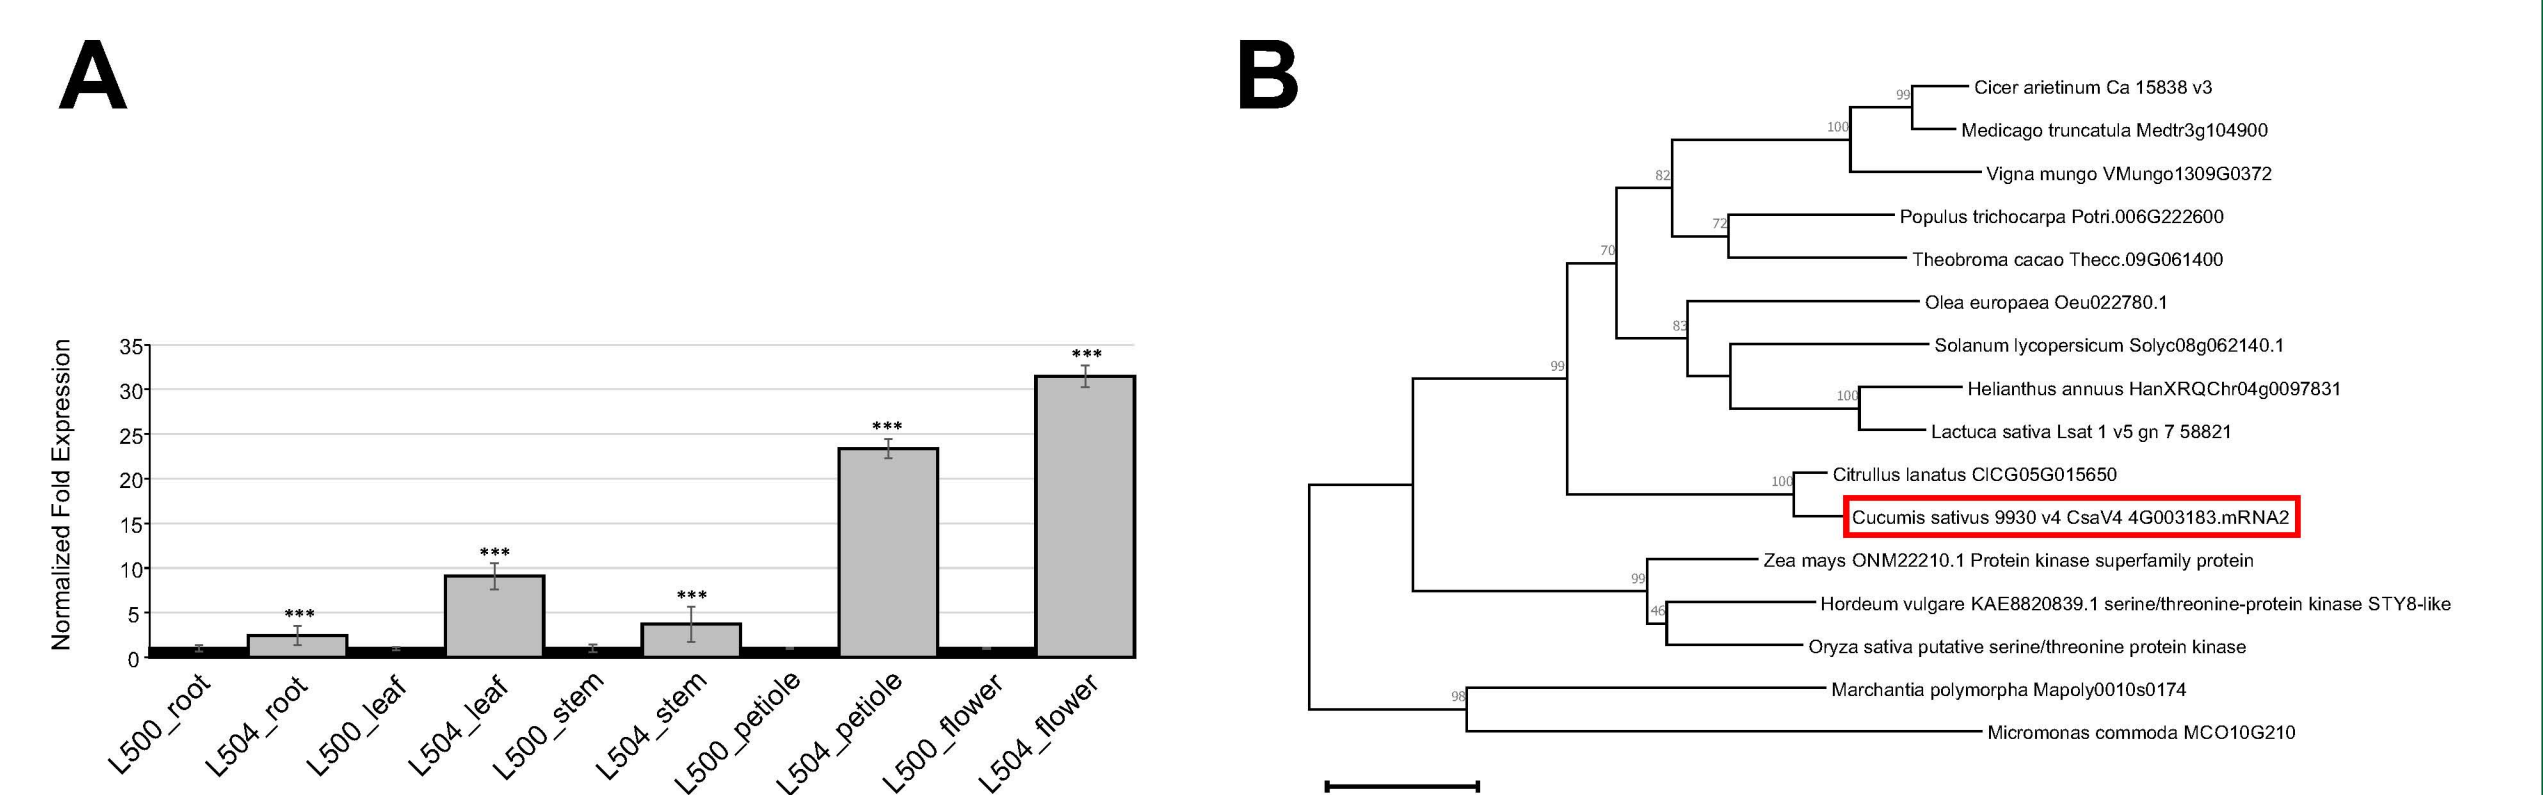 A
Normalized Fold Expression
35
30
25
20
15
10
5
0
***
***
***
***
***
L500_root
L504_root
L500_leaf
L504_leaf
L500_stem
L504_stem
L500_petiole
L504_petiole
L500_flower
L504_flower
B
Cicer arietinum Ca 15838 v3
Medicago truncatula Medtr3g104900
Vigna mungo VMungo1309G0372
Populus trichocarpa Potri.006G222600
Theobroma cacao Thecc.09G061400
Olea europaea Oeu022780.1
Solanum lycopersicum Solyc08g062140.1
Helianthus annuus HanXRQChr04g0097831
Lactuca sativa Lsat 1 v5 gn 7 58821
Citrullus lanatus ClCG05G015650
Cucumis sativus 9930 v4 CsaV4 4G003183.mRNA2
Zea mays ONM22210.1 Protein kinase superfamily protein
Hordeum vulgare KAE8820839.1 serine/threonine-protein kinase STY8-like
Oryza sativa putative serine/threonine protein kinase
Marchantia polymorpha Mapoly0010s0174
Micromonas commoda MCO10G210
99
100
82
72
70
83
99
100
100
99
46
98